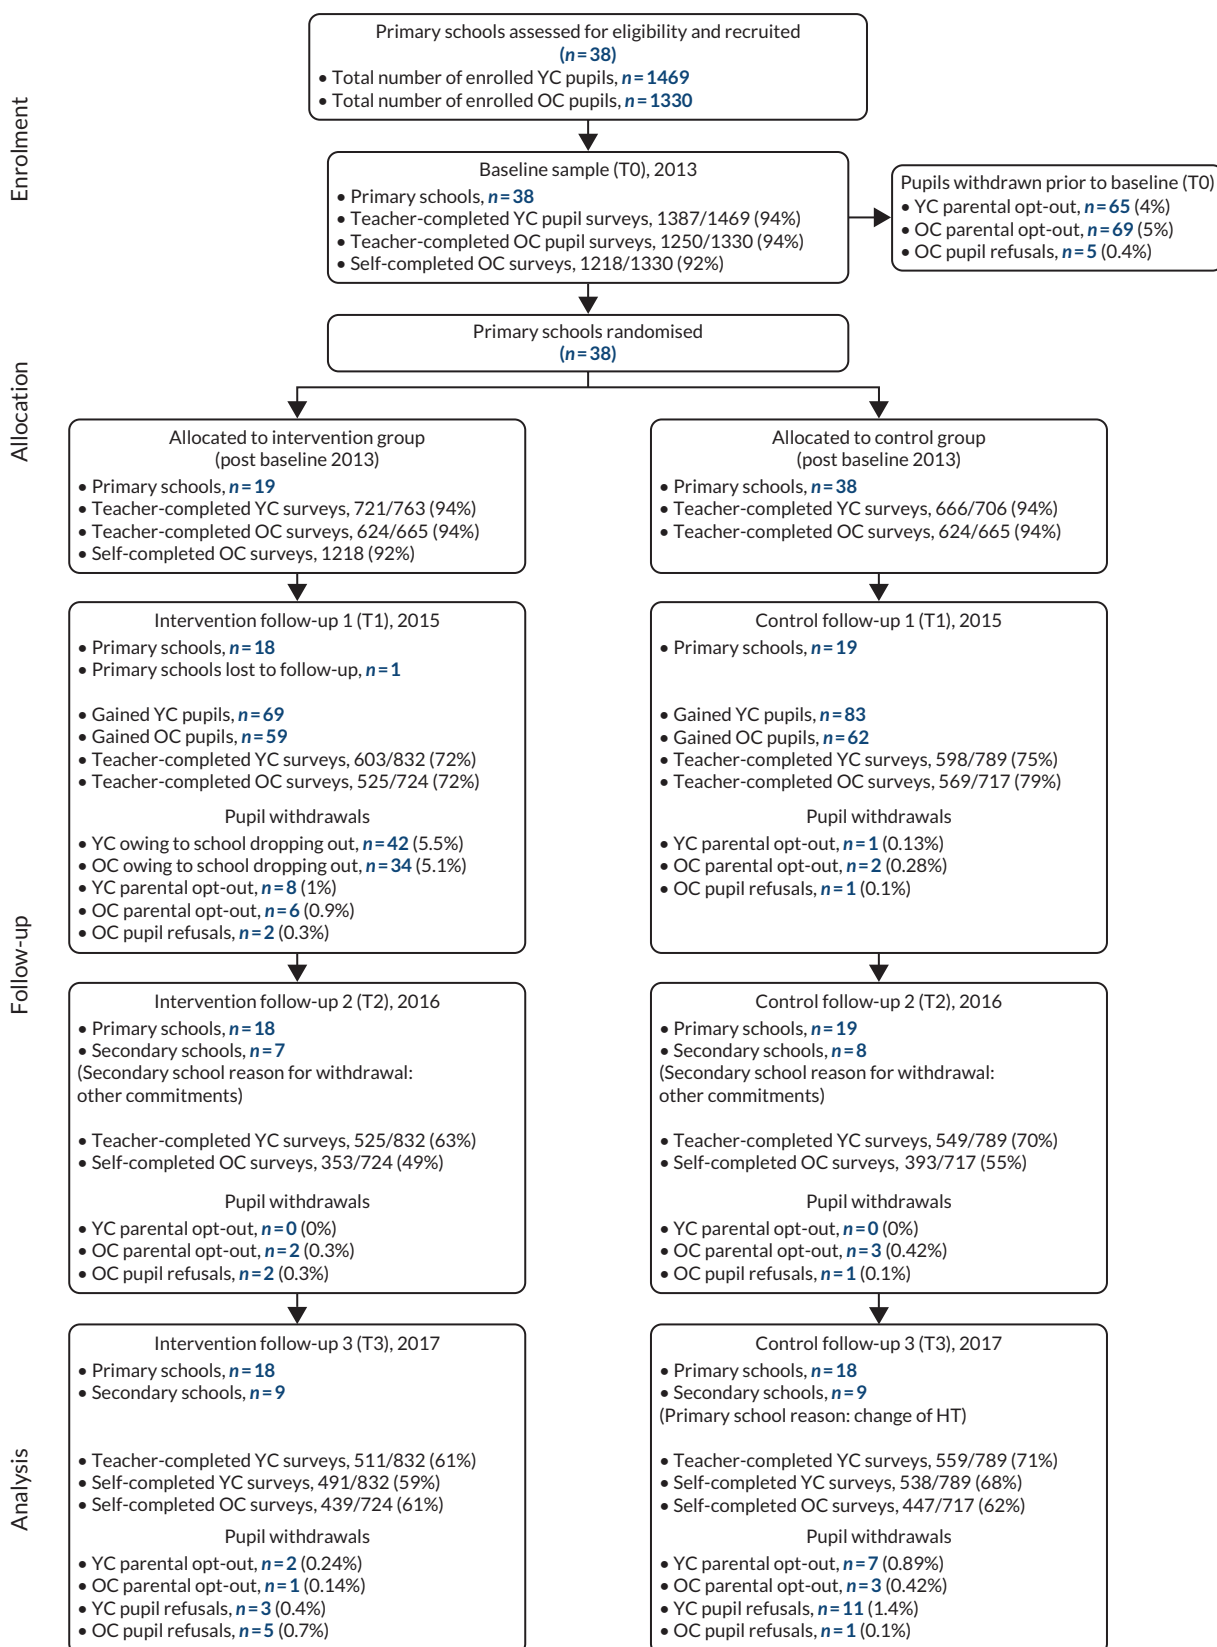 Enrolment
Primary schools assessed for eligibility and recruited
(n=38)
• Total number of enrolled YC pupils, n=1469
• Total number of enrolled OC pupils, n=1330
Baseline sample (T0), 2013
• Primary schools, n=38
• Teacher-completed YC pupil surveys, 1387/1469 (94%)
• Teacher-completed OC pupil surveys, 1250/1330 (94%)
• Self-completed OC surveys, 1218/1330 (92%)
Pupils withdrawn prior to baseline (T0)
• YC parental opt-out, n=65 (4%)
• OC parental opt-out, n=69 (5%)
• OC pupil refusals, n=5 (0.4%)
Allocation
Primary schools randomised
(n=38)
Allocated to intervention group
(post baseline 2013)
• Primary schools, n=19
• Teacher-completed YC surveys, 721/763 (94%)
• Teacher-completed OC surveys, 624/665 (94%)
• Self-completed OC surveys, 1218 (92%)
Allocated to control group
(post baseline 2013)
• Primary schools, n=38
• Teacher-completed YC surveys, 666/706 (94%)
• Teacher-completed OC surveys, 624/665 (94%)
Follow-up
Intervention follow-up 1 (T1), 2015
• Primary schools, n=18
• Primary schools lost to follow-up, n=1
• Gained YC pupils, n=69
• Gained OC pupils, n=59
• Teacher-completed YC surveys, 603/832 (72%)
• Teacher-completed OC surveys, 525/724 (72%)
Pupil withdrawals
• YC owing to school dropping out, n=42 (5.5%)
• OC owing to school dropping out, n=34 (5.1%)
• YC parental opt-out, n=8 (1%)
• OC parental opt-out, n=6 (0.9%)
• OC pupil refusals, n=2 (0.3%)
Control follow-up 1 (T1), 2015
• Primary schools, n=19
• Gained YC pupils, n=83
• Gained OC pupils, n=62
• Teacher-completed YC surveys, 598/789 (75%)
• Teacher-completed OC surveys, 569/717 (79%)
Pupil withdrawals
• YC parental opt-out, n=1 (0.13%)
• OC parental opt-out, n=2 (0.28%)
• OC pupil refusals, n=1 (0.1%)
Intervention follow-up 2 (T2), 2016
• Primary schools, n=18
• Secondary schools, n=7
(Secondary school reason for withdrawal:
other commitments)
• Teacher-completed YC surveys, 525/832 (63%)
• Self-completed OC surveys, 353/724 (49%)
Pupil withdrawals
• YC parental opt-out, n=0 (0%)
• OC parental opt-out, n=2 (0.3%)
• OC pupil refusals, n=2 (0.3%)
Control follow-up 2 (T2), 2016
• Primary schools, n=19
• Secondary schools, n=8
(Secondary school reason for withdrawal:
other commitments)
• Teacher-completed YC surveys, 549/789 (70%)
• Self-completed OC surveys, 393/717 (55%)
Pupil withdrawals
• YC parental opt-out, n=0 (0%)
• OC parental opt-out, n=3 (0.42%)
• OC pupil refusals, n=1 (0.1%)
Analysis
Intervention follow-up 3 (T3), 2017
• Primary schools, n=18
• Secondary schools, n=9
• Teacher-completed YC surveys, 511/832 (61%)
• Self-completed YC surveys, 491/832 (59%)
• Self-completed OC surveys, 439/724 (61%)
Pupil withdrawals
• YC parental opt-out, n=2 (0.24%)
• OC parental opt-out, n=1 (0.14%)
• YC pupil refusals, n=3 (0.4%)
• OC pupil refusals, n=5 (0.7%)
Control follow-up 3 (T3), 2017
• Primary schools, n=18
• Secondary schools, n=9
(Primary school reason: change of HT)
• Teacher-completed YC surveys, 559/789 (71%)
• Self-completed YC surveys, 538/789 (68%)
• Self-completed OC surveys, 447/717 (62%)
Pupil withdrawals
• YC parental opt-out, n=7 (0.89%)
• OC parental opt-out, n=3 (0.42%)
• YC pupil refusals, n=11 (1.4%)
• OC pupil refusals, n=1 (0.1%)